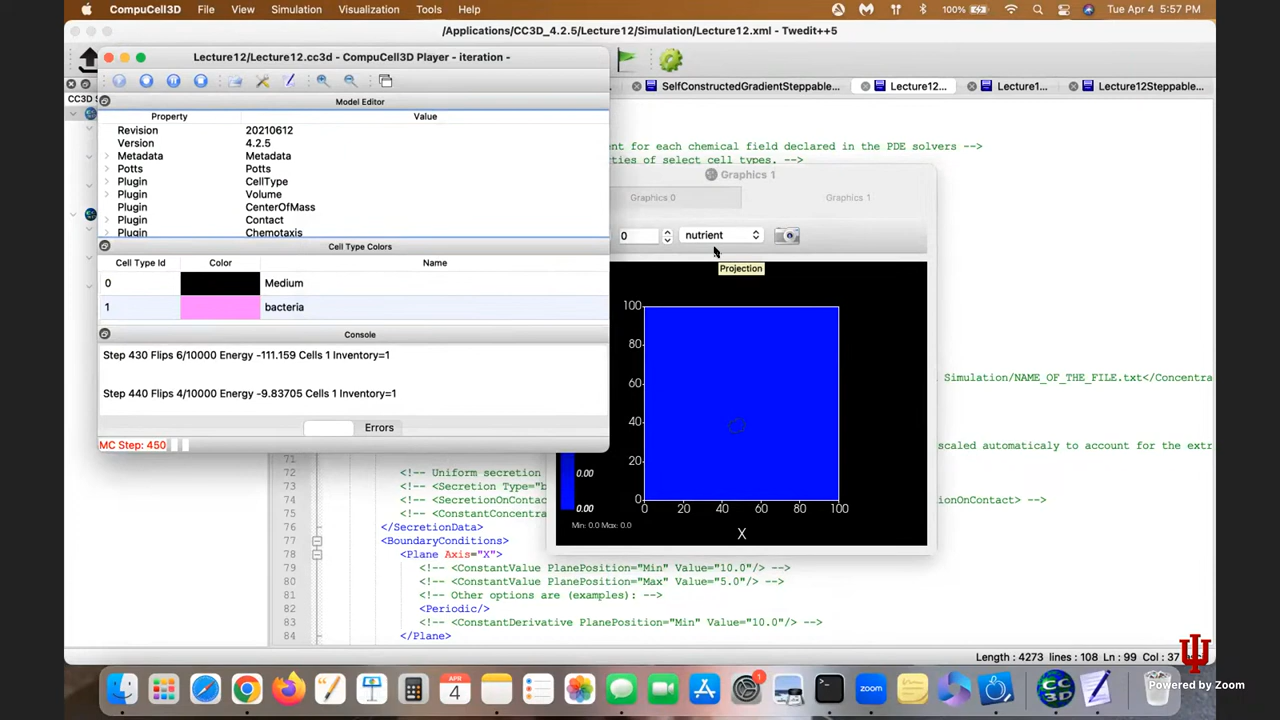 CompuCell3D File View Simulation Visualization Tools Help
100% Tue Apr 4 5:57 PM
/Applications/CC3D_4.2.5/Lecture12/Simulation/Lecture12.xml - Twedit++5
Lecture12/Lecture12.cc3d - CompuCell3D Player - iteration -
SelfConstructedGradientSteppable... Lecture12... Lecture1... Lecture12Steppable...
CC3D S
Model Editor
Property Value
Revision 20210612
Version 4.2.5
Metadata Metadata
Potts Potts
Plugin CellType
Plugin Volume
Plugin CenterOfMass
Plugin Contact
Plugin Chemotaxis
Cell Type Colors
Cell Type Id Color Name
0 Medium
1 bacteria
Console
Step 430 Flips 6/10000 Energy -111.159 Cells 1 Inventory=1
Step 440 Flips 4/10000 Energy -9.83705 Cells 1 Inventory=1
Errors
MC Step: 450
ent for each chemical field declared in the PDE solvers -->
ties of select cell types. -->
Graphics 1
Graphics 0 Graphics 1
0 nutrient
Projection
100
80
60
40
20
0
0 20 40 60 80 100
X
0.00
0.00
Min: 0.0 Max: 0.0
Simulation/NAME_OF_THE_FILE.txt</Concentra
scaled automaticaly to account for the extr
71
72 <!-- Uniform secretion
73 <!-- <Secretion Type="b
74 <!-- <SecretionOnContac ionOnContact> -->
75 <!-- <ConstantConcentra
76 </SecretionData>
77 <BoundaryConditions>
78 <Plane Axis="X">
79 <!-- <ConstantValue PlanePosition="Min" Value="10.0"/> -->
80 <!-- <ConstantValue PlanePosition="Max" Value="5.0"/> -->
81 <!-- Other options are (examples): -->
82 <Periodic/>
83 <!-- <ConstantDerivative PlanePosition="Min" Value="10.0"/> -->
84 </Plane>
Length : 4273 lines : 108 Ln : 99 Col : 37
APR
4
1
CC
3D
Powered by Zoom
zoom